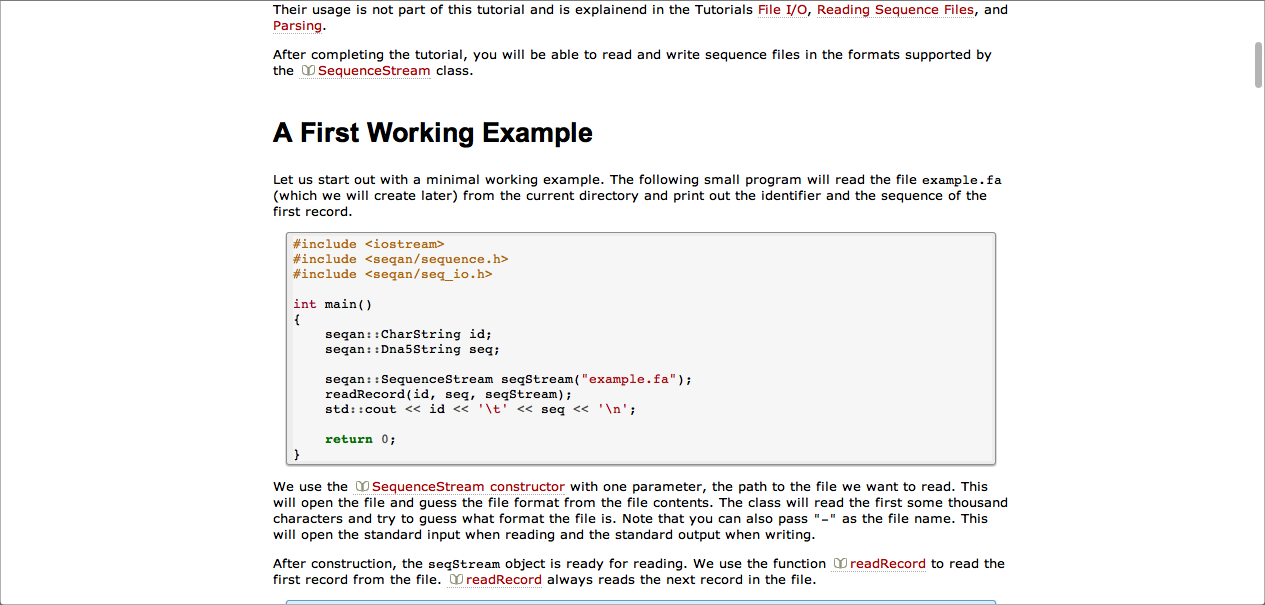 Their usage is not part of this tutorial and is explainend in the Tutorials File I/O, Reading Sequence Files, and
Parsing.
After completing the tutorial, you will be able to read and write sequence files in the formats supported by
the SequenceStream class.
A First Working Example
Let us start out with a minimal working example. The following small program will read the file example.fa
(which we will create later) from the current directory and print out the identifier and the sequence of the
first record.
#include <iostream>
#include <seqan/sequence.h>
#include <seqan/seq_io.h>
int main()
{
    seqan::CharString id;
    seqan::Dna5String seq;
    seqan::SequenceStream seqStream("example.fa");
    readRecord(id, seq, seqStream);
    std::cout << id << '\t' << seq << '\n';
    return 0;
}
We use the SequenceStream constructor with one parameter, the path to the file we want to read. This
will open the file and guess the file format from the file contents. The class will read the first some thousand
characters and try to guess what format the file is. Note that you can also pass "-" as the file name. This
will open the standard input when reading and the standard output when writing.
After construction, the seqStream object is ready for reading. We use the function readRecord to read the
first record from the file. readRecord always reads the next record in the file.